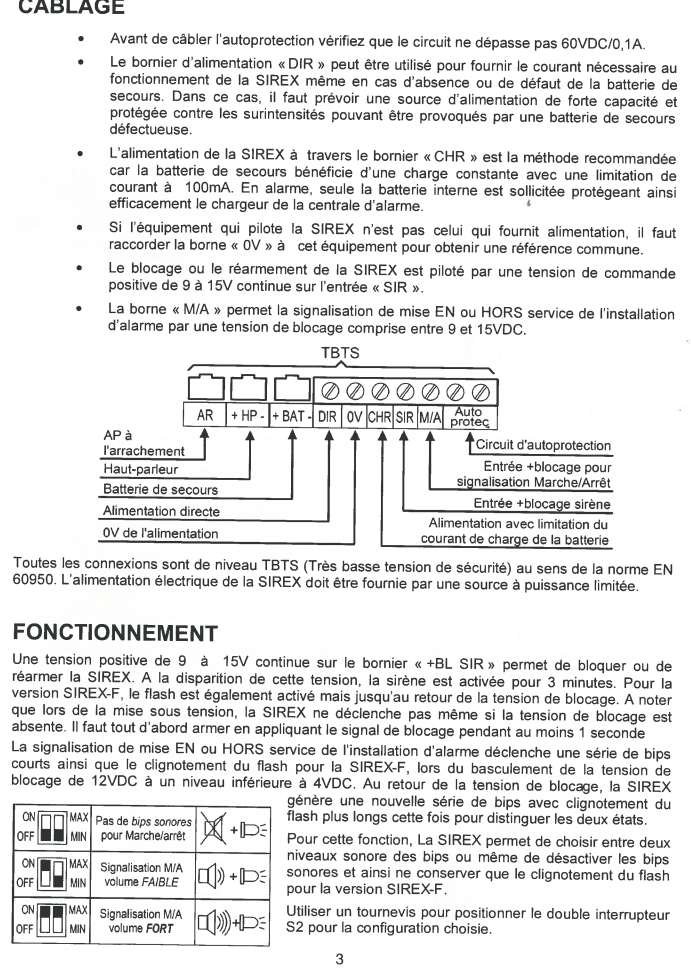 CABLAGE
• Avant de câbler l'autoprotection vérifiez que le circuit ne dépasse pas 60VDC/0,1A.
• Le bornier d'alimentation « DIR » peut être utilisé pour fournir le courant nécessaire au
fonctionnement de la SIREX même en cas d'absence ou de défaut de la batterie de
secours. Dans ce cas, il faut prévoir une source d'alimentation de forte capacité et
protégée contre les surintensités pouvant être provoqués par une batterie de secours
défectueuse.
• L'alimentation de la SIREX à travers le bornier « CHR » est la méthode recommandée
car la batterie de secours bénéficie d'une charge constante avec une limitation de
courant à 100mA. En alarme, seule la batterie interne est sollicitée protégeant ainsi
efficacement le chargeur de la centrale d'alarme.
• Si l'équipement qui pilote la SIREX n'est pas celui qui fournit alimentation, il faut
raccorder la borne « 0V » à cet équipement pour obtenir une référence commune.
• Le blocage ou le réarmement de la SIREX est piloté par une tension de commande
positive de 9 à 15V continue sur l'entrée « SIR ».
• La borne « M/A » permet la signalisation de mise EN ou HORS service de l'installation
d'alarme par une tension de blocage comprise entre 9 et 15VDC.
TBTS
AR + HP - + BAT - DIR 0V CHR SIR M/A Auto
protec
AP à
l'arrachement
Haut-parleur
Batterie de secours
Alimentation directe
0V de l'alimentation
Circuit d'autoprotection
Entrée +blocage pour
signalisation Marche/Arrêt
Entrée +blocage sirène
Alimentation avec limitation du
courant de charge de la batterie
Toutes les connexions sont de niveau TBTS (Très basse tension de sécurité) au sens de la norme EN
60950. L'alimentation électrique de la SIREX doit être fournie par une source à puissance limitée.
FONCTIONNEMENT
Une tension positive de 9 à 15V continue sur le bornier « +BL SIR » permet de bloquer ou de
réarmer la SIREX. A la disparition de cette tension, la sirène est activée pour 3 minutes. Pour la
version SIREX-F, le flash est également activé mais jusqu'au retour de la tension de blocage. A noter
que lors de la mise sous tension, la SIREX ne déclenche pas même si la tension de blocage est
absente. Il faut tout d'abord armer en appliquant le signal de blocage pendant au moins 1 seconde
La signalisation de mise EN ou HORS service de l'installation d'alarme déclenche une série de bips
courts ainsi que le clignotement du flash pour la SIREX-F, lors du basculement de la tension de
blocage de 12VDC à un niveau inférieure à 4VDC. Au retour de la tension de blocage, la SIREX
génère une nouvelle série de bips avec clignotement du
flash plus longs cette fois pour distinguer les deux états.
Pour cette fonction, La SIREX permet de choisir entre deux
niveaux sonore des bips ou même de désactiver les bips
sonores et ainsi ne conserver que le clignotement du flash
pour la version SIREX-F.
Utiliser un tournevis pour positionner le double interrupteur
S2 pour la configuration choisie.
ON MAX Pas de bips sonores
OFF MIN pour Marche/arrêt +
ON MAX Signalisation M/A
OFF MIN volume FAIBLE +
ON MAX Signalisation M/A
OFF MIN volume FORT +
3